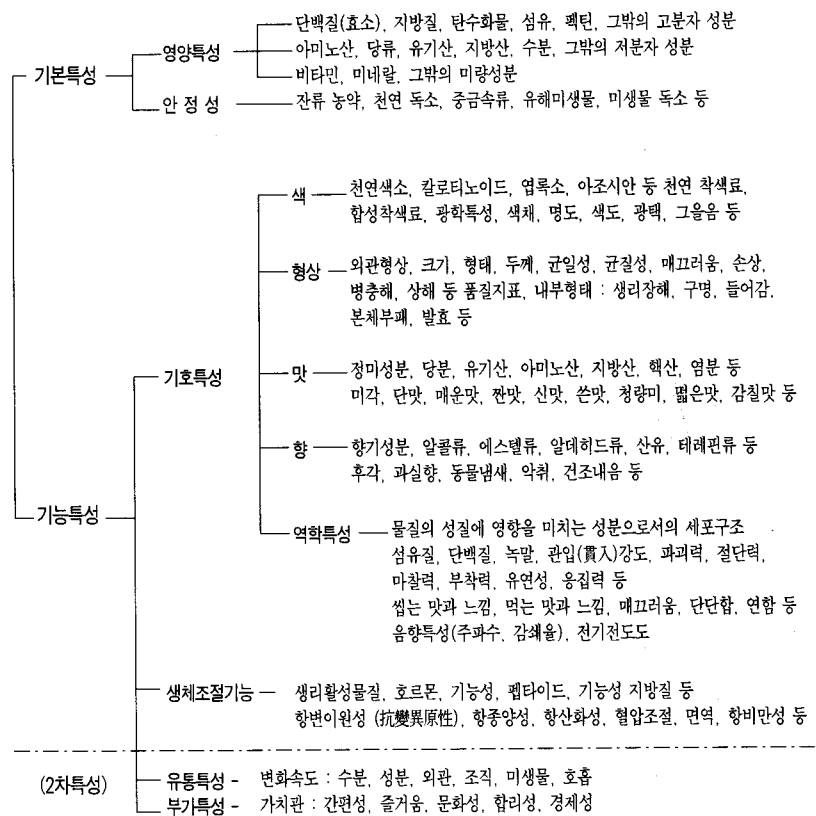 단백질(효소), 지방질, 탄수화물, 섬유, 펙틴, 그밖의 고분자 성분
영양특성
아미노산, 당류, 유기산, 지방산, 수분, 그밖의 저분자 성분
기본특성
비타민, 미네랄, 그밖의 미량성분
안 정 성
잔류 농약, 천연 독소, 중금속류, 유해미생물, 미생물 독소 등
색
천연색소, 칼로티노이드, 엽록소, 아조시안 등 천연 착색료,
합성착색료, 광학특성, 색채, 명도, 색도, 광택, 그을음 등
형상
외관형상, 크기, 형태, 두께, 균일성, 균질성, 매끄러움, 손상,
병충해, 상해 등 품질지표, 내부형태 : 생리장해, 구명, 들어감,
본체부패, 발효 등
기호특성
맛
정미성분, 당분, 유기산, 아미노산, 지방산, 핵산, 염분 등
미각, 단맛, 매운맛, 짠맛, 신맛, 쓴맛, 청량미, 떫은맛, 감칠맛 등
향
향기성분, 알콜류, 에스텔류, 알데히드류, 산유, 테레핀류 등
후각, 과실향, 동물냄새, 악취, 건조내음 등
기능특성
역학특성
물질의 성질에 영향을 미치는 성분으로서의 세포구조
섬유질, 단백질, 녹말, 관입(貫入)강도, 파괴력, 절단력,
마찰력, 부착력, 유연성, 응집력 등
씹는 맛과 느낌, 먹는 맛과 느낌, 매끄러움, 단단합, 연함 등
음향특성(주파수, 감쇄율), 전기전도도
생체조절기능
생리활성물질, 호르몬, 기능성, 펩타이드, 기능성 지방질 등
항변이원성 (抗變異原性), 항종양성, 항산화성, 혈압조절, 면역, 항비만성 등
(2차특성)
유통특성 - 변화속도 : 수분, 성분, 외관, 조직, 미생물, 호흡
부가특성 - 가치관 : 간편성, 즐거움, 문화성, 합리성, 경제성